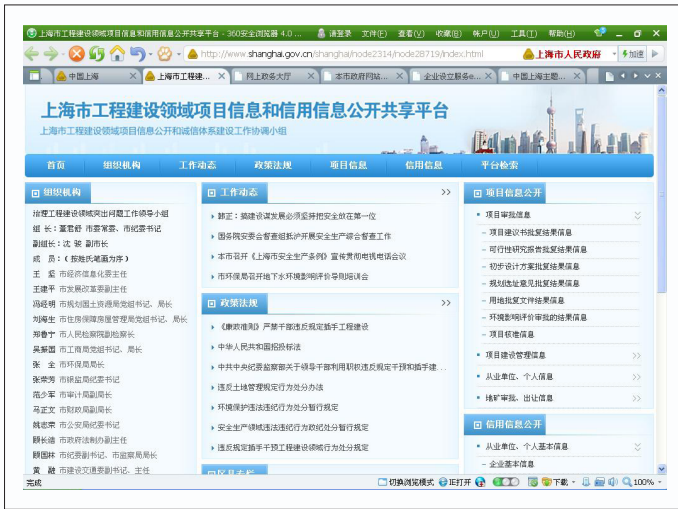 上海市工程建设领域项目信息和信用信息公开共享平台 - 360安全浏览器 4.0 ...
请登录 文件(F) 查看(V) 收藏(B) 帐户(U) 工具(T) 帮助(H)
http://www.shanghai.gov.cn/shanghai/node2314/node28719/index.html
上海市人民政府
加速
中国上海
上海市工程建...
网上政务大厅
本市政府网站...
企业设立服务e...
中国上海主题...
上海市工程建设领域项目信息和信用信息公开共享平台
上海市工程建设领域项目信息公开和诚信体系建设工作协调小组
首页 组织机构 工作动态 政策法规 项目信息 信用信息 平台检索
组织机构
治理工程建设领域突出问题工作领导小组
组 长：董君舒 市委常委、市纪委书记
副组长：沈 骏 副市长
成 员：（按姓氏笔画为序）
王 坚 市经济信息化委主任
王建平 市发展改革委副主任
冯经明 市规划国土资源局党组书记、局长
刘海生 市住房保障房屋管理局党组书记、局长
郑鲁宁 市人民检察院副检察长
吴振国 市工商局党组书记、局长
张 全 市环保局局长
张荣芳 市镇监局纪委书记
范少军 市审计局副局长
马正文 市财政局副局长
姚志荣 市公安局纪委书记
顾长浩 市政府法制办副主任
顾国林 市纪委副书记、市监察局局长
黄 融 市建设交通委副书记、主任
工作动态 >>
韩正：搞建设谋发展必须坚持把安全放在第一位
国务院安委会督查组抵沪开展安全生产综合督查工作
本市召开《上海市安全生产条例》宣传贯彻电视电话会议
市环保局召开地下水环境影响评价导则培训会
政策法规 >>
《廉政准则》严禁干部违反规定插手工程建设
中华人民共和国招投标法
中共中央纪委监察部关于领导干部利用职权违反规定干预和插手建...
违反土地管理规定行为处分办法
环境保护违法违纪行为处分暂行规定
安全生产领域违法违纪行为政纪处分暂行规定
违反规定插手干预工程建设领域行为处分规定
区县专栏
项目信息公开
项目审批信息
- 项目建议书批复结果信息
- 可行性研究报告批复结果信息
- 初步设计方案批复结果信息
- 规划选址意见批复结果信息
- 用地批复文件结果信息
- 环境影响评价审批的结果信息
- 项目核准信息
项目建设管理信息 >>
从业单位、个人信息 >>
地矿审批、出让信息 >>
信用信息公开
从业单位、个人基本信息
- 企业基本信息
完成
切换浏览模式 IE打开 下载 100%